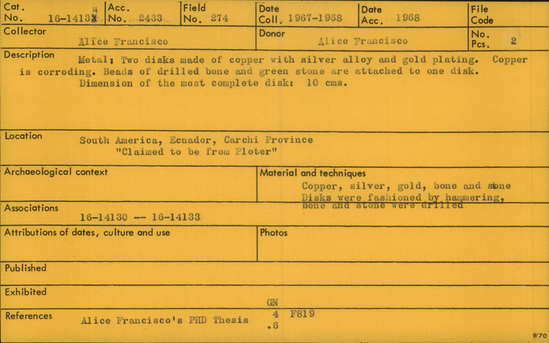 Cat. No. 16-14132 Acc. No. 2433 Field No. 274 Date Coll. 1967-1968 Date Acc. 1968 File Code
Collector Alice Francisco Donor Alice Francisco No. Pcs. 2
Description Metal; Two disks made of copper with silver alloy and gold plating. Copper
is corroding. Beads of drilled bone and green stone are attached to one disk.
Dimension of the most complete disk: 10 cms.
Location South America, Ecuador, Carchi Province
"Claimed to be from Ploter"
Archaeological context
Material and techniques
Copper, silver, gold, bone and stone
Disks were fashioned by hammering,
Bone and stone were drilled
Associations
16-14130 -- 16-14133
Attributions of dates, culture and use
Photos
Published
Exhibited
GN
References Alice Francisco's PHD Thesis 4 F819
.6
9/70